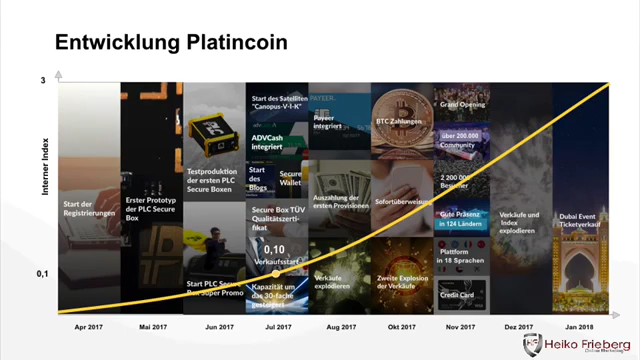 Entwicklung Platincoin
3
Interner Index
0,1
Start der
Registrierungen
Erster Prototyp
der PLC Secure
Box
PLC
Testproduktion
der ersten PLC
Secure Boxen
Start PLC Secure
Box Super Promo
Start des Satelliten
"Canopus-V-I-K"
ADVCash
integriert
Start
des
Blogs
Secure
Wallet
Secure Box TÜV
Qualitätszerti-
fikat
0,10
Verkaufsstart
Kapazität um
das 30-fache
gesteigert
PAYEER
Payeer
integriert
Auszahlung der
ersten Provisionen
Verkäufe
explodieren
BTC Zahlungen
Sofortüberweisung
Zweite Explosion
der Verkäufe
Grand Opening
über 200.000
Community
2 200 000
Besucher
Gute Präsenz
in 124 Ländern
Plattform
in 18 Sprachen
Credit Card
Verkäufe und
Index
explodieren
Dubai Event
Ticketverkauf
Apr 2017
Mai 2017
Jun 2017
Jul 2017
Aug 2017
Okt 2017
Nov 2017
Dez 2017
Jan 2018
HF
Heiko Frieberg
Online Marketing